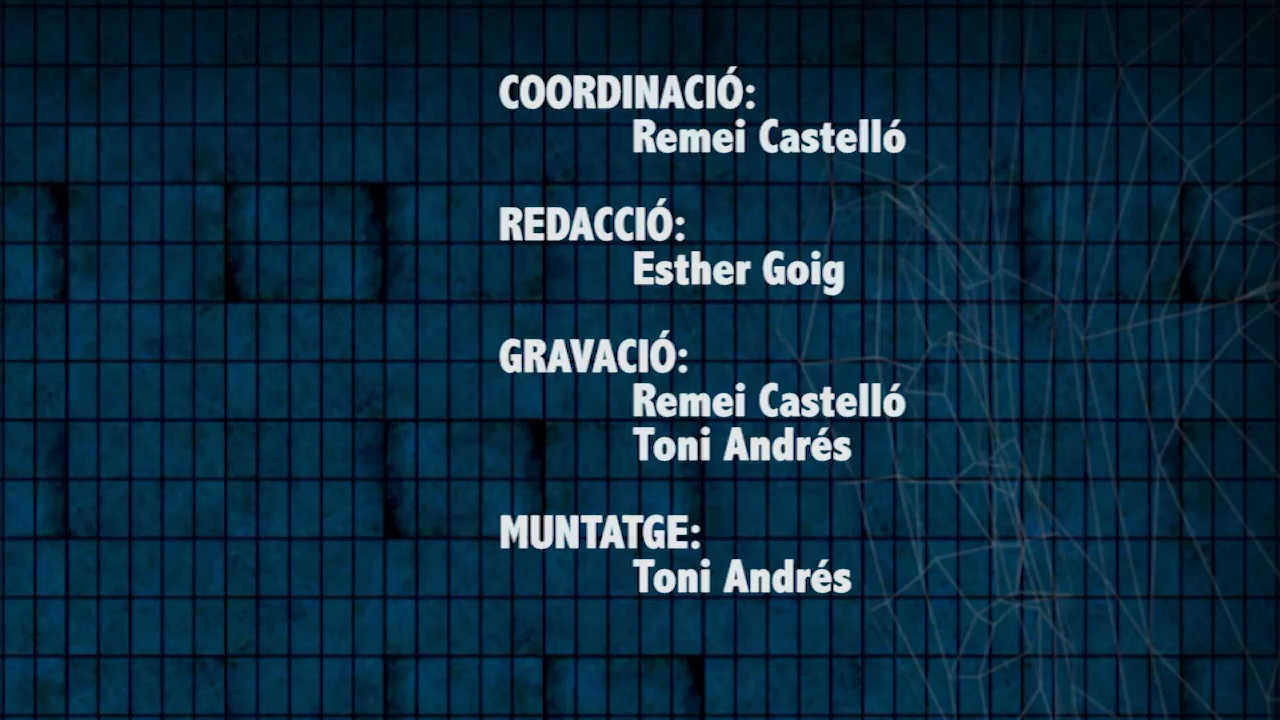 COORDINACIÓ:
Remei Castelló
REDACCIÓ:
Esther Goig
GRAVACIÓ:
Remei Castelló
Toni Andrés
MUNTATGE:
Toni Andrés